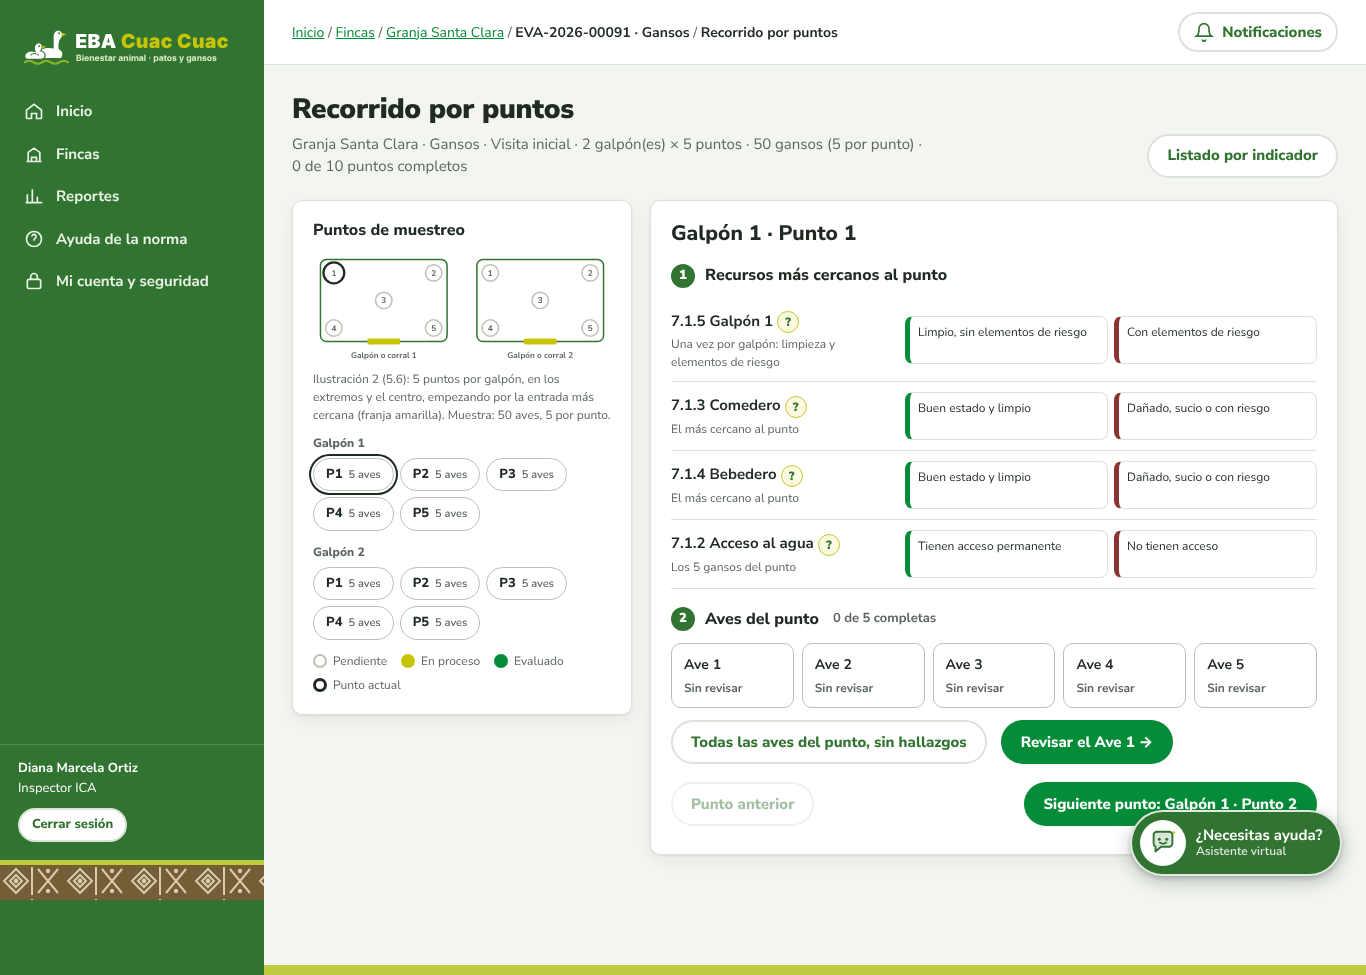 EBA Cuac Cuac
Bienestar animal · patos y gansos
Inicio
Fincas
Reportes
Ayuda de la norma
Mi cuenta y seguridad
Diana Marcela Ortiz
Inspector ICA
Cerrar sesión
Inicio / Fincas / Granja Santa Clara / EVA-2026-00091 · Gansos / Recorrido por puntos
Notificaciones
Recorrido por puntos
Granja Santa Clara · Gansos · Visita inicial · 2 galpón(es) × 5 puntos · 50 gansos (5 por punto) ·
0 de 10 puntos completos
Listado por indicador
Puntos de muestreo
1 2
3
4 5
Galpón o corral 1
1 2
3
4 5
Galpón o corral 2
Ilustración 2 (5.6): 5 puntos por galpón, en los
extremos y el centro, empezando por la entrada más
cercana (franja amarilla). Muestra: 50 aves, 5 por punto.
Galpón 1
P1 5 aves P2 5 aves P3 5 aves
P4 5 aves P5 5 aves
Galpón 2
P1 5 aves P2 5 aves P3 5 aves
P4 5 aves P5 5 aves
Pendiente En proceso Evaluado
Punto actual
Galpón 1 · Punto 1
1 Recursos más cercanos al punto
7.1.5 Galpón 1 ?
Una vez por galpón: limpieza y
elementos de riesgo
Limpio, sin elementos de riesgo
Con elementos de riesgo
7.1.3 Comedero ?
El más cercano al punto
Buen estado y limpio
Dañado, sucio o con riesgo
7.1.4 Bebedero ?
El más cercano al punto
Buen estado y limpio
Dañado, sucio o con riesgo
7.1.2 Acceso al agua ?
Los 5 gansos del punto
Tienen acceso permanente
No tienen acceso
2 Aves del punto 0 de 5 completas
Ave 1
Sin revisar
Ave 2
Sin revisar
Ave 3
Sin revisar
Ave 4
Sin revisar
Ave 5
Sin revisar
Todas las aves del punto, sin hallazgos
Revisar el Ave 1 →
Punto anterior
Siguiente punto: Galpón 1 · Punto 2
¿Necesitas ayuda?
Asistente virtual